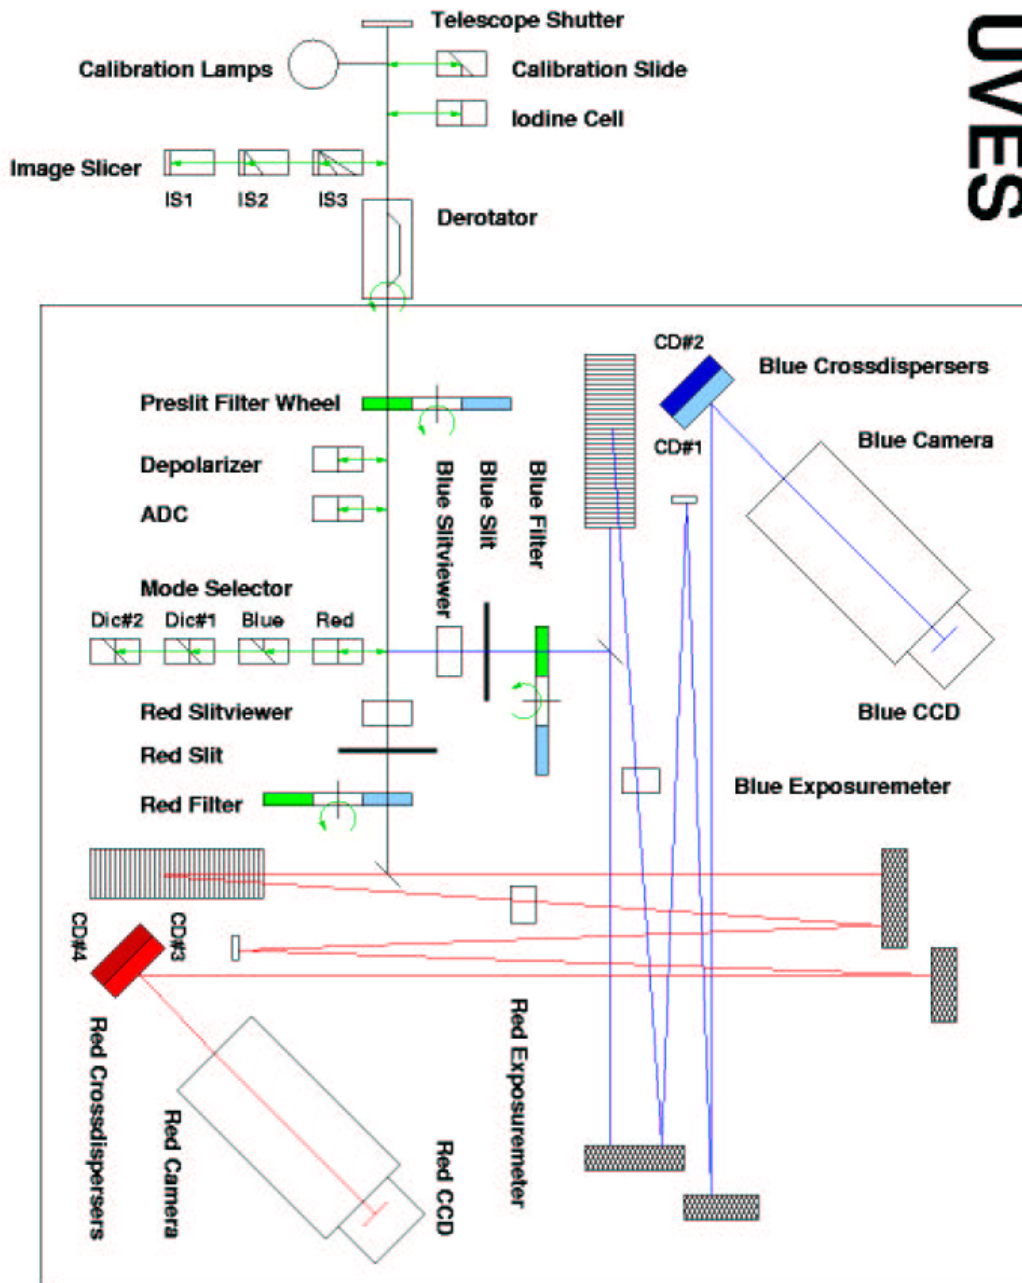 UVES
Telescope Shutter
Calibration Lamps
Calibration Slide
Iodine Cell
Image Slicer
IS1
IS2
IS3
Derotator
CD#2
Blue Crossdispersers
Preslit Filter Wheel
CD#1
Blue Camera
Depolarizer
Blue Slitviewer
Blue Slit
Blue Filter
ADC
Mode Selector
Dic#2
Dic#1
Blue
Red
Red Slitviewer
Blue CCD
Red Slit
Blue Exposuremeter
Red Filter
CD#4
CD#3
Red Crossdispersers
Red Camera
Red CCD
Red Exposuremeter